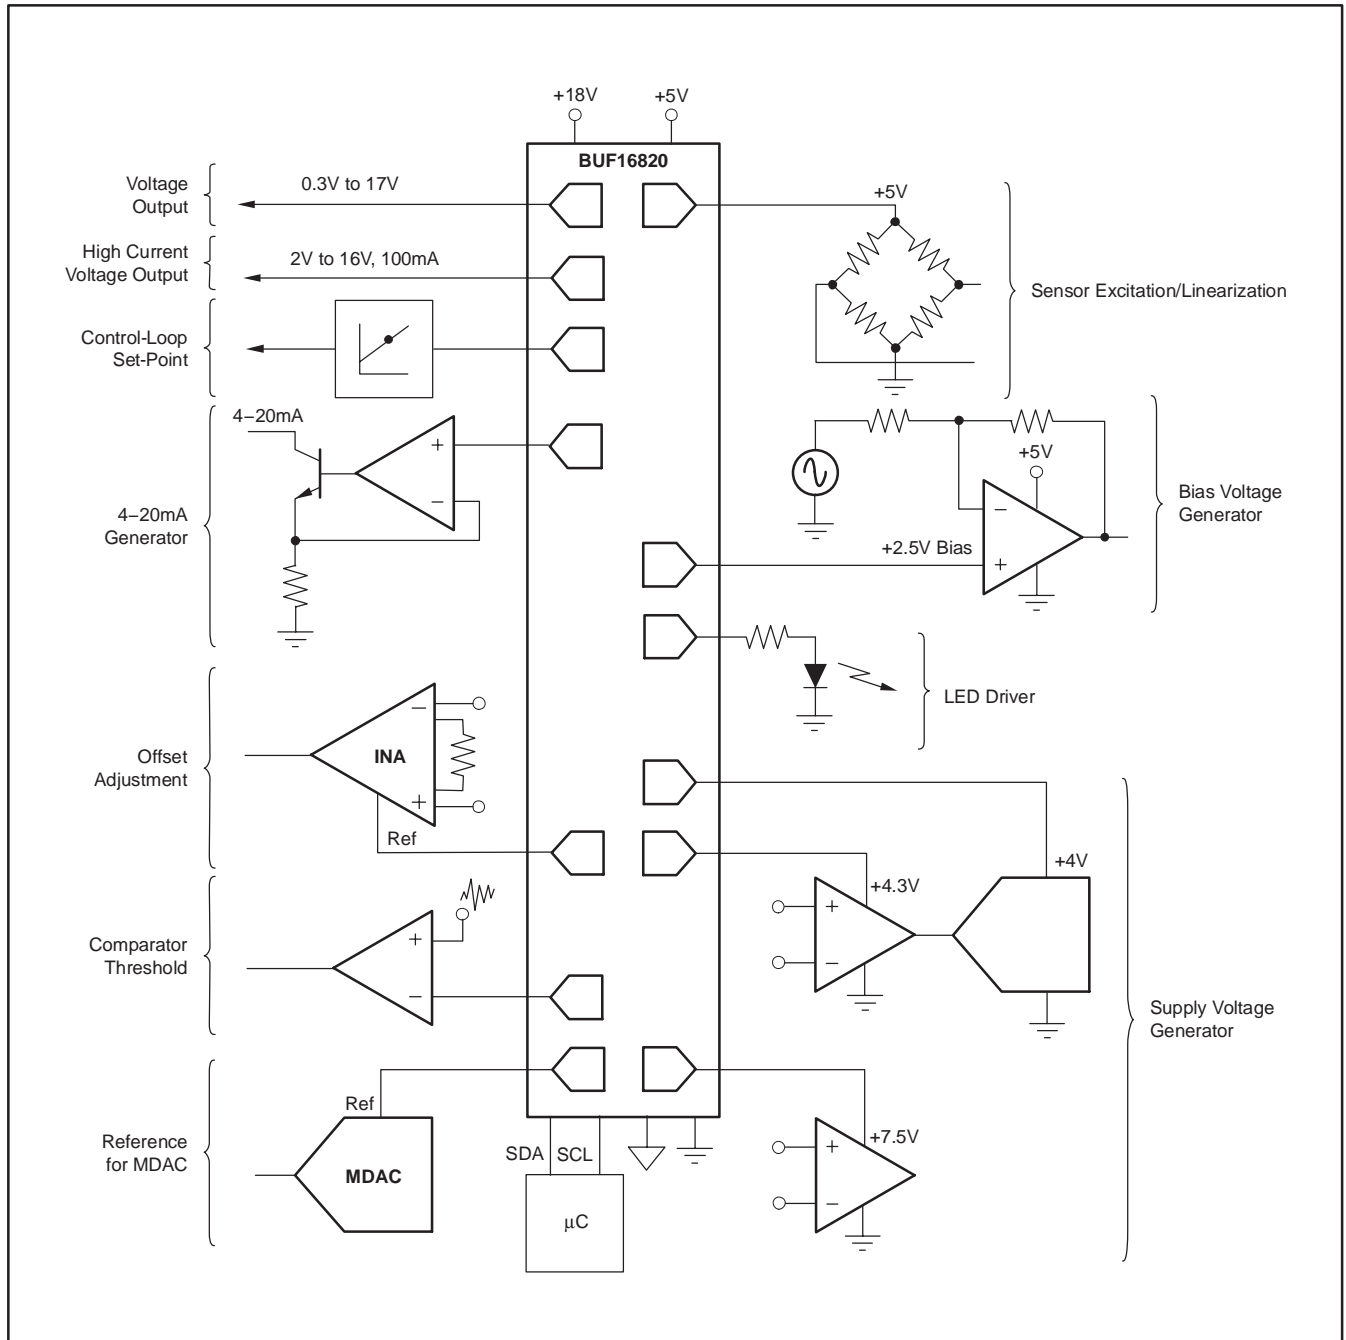 +18V
+5V
BUF16820
Voltage
Output
0.3V to 17V
High Current
Voltage Output
2V to 16V, 100mA
Control-Loop
Set-Point
4−20mA
+
−
4−20mA
Generator
−
INA
+
Offset
Adjustment
Ref
+
−
Comparator
Threshold
Ref
MDAC
Reference
for MDAC
SDA
SCL
μC
+5V
Sensor Excitation/Linearization
+5V
−
+
+2.5V Bias
Bias Voltage
Generator
LED Driver
+4V
+4.3V
+
−
Supply Voltage
Generator
+7.5V
+
−